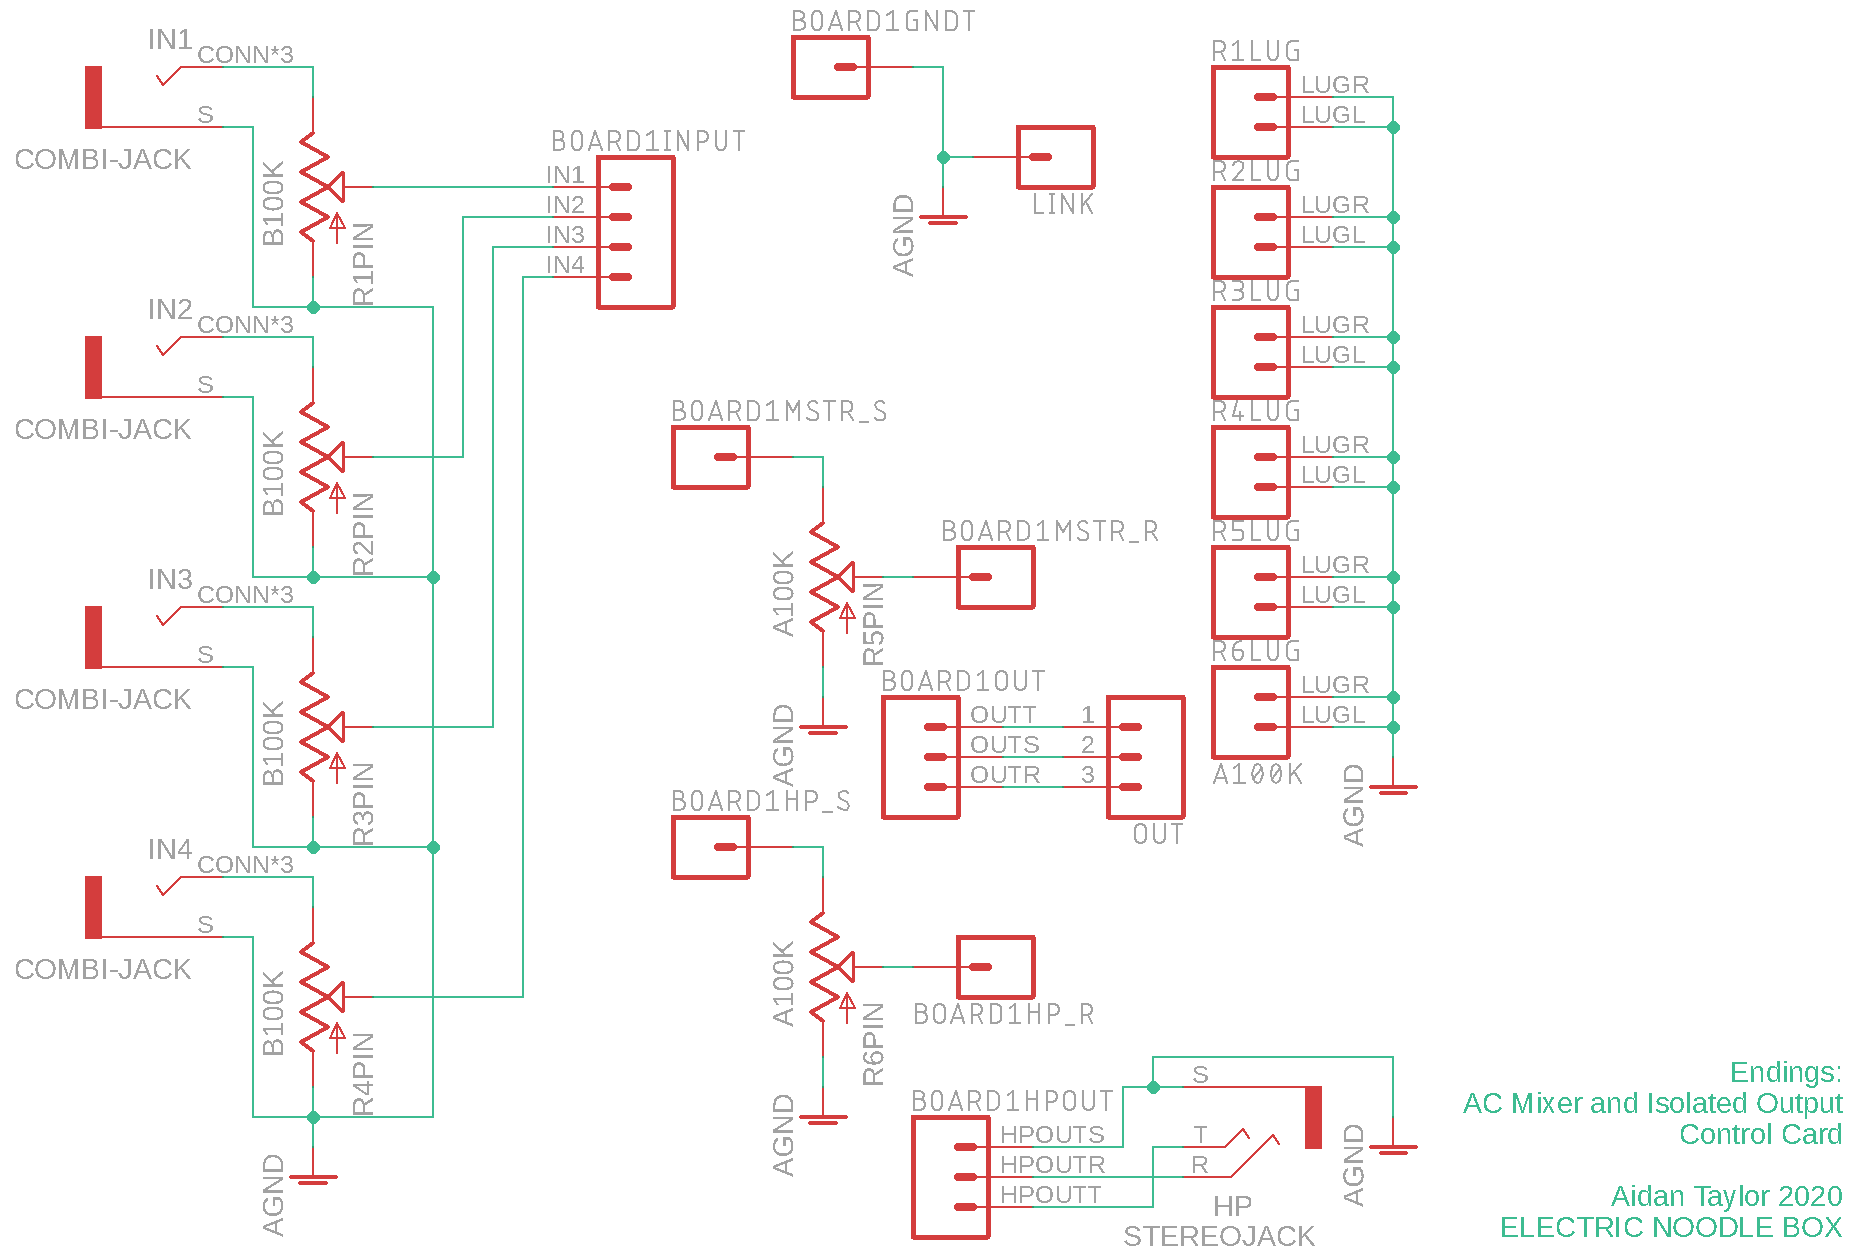 IN1
CONN*3
S
COMBI-JACK
B100K
R1PIN
IN2
CONN*3
S
COMBI-JACK
B100K
R2PIN
IN3
CONN*3
S
COMBI-JACK
B100K
R3PIN
IN4
CONN*3
S
COMBI-JACK
B100K
R4PIN
AGND
BOARD1INPUT
IN1
IN2
IN3
IN4
BOARD1GNDT
LINK
AGND
BOARD1MSTR_S
A100K
R5PIN
BOARD1MSTR_R
AGND
BOARD1OUT
OUTT 1
OUTS 2
OUTR 3
OUT
BOARD1HP_S
A100K
R6PIN
BOARD1HP_R
AGND
BOARD1HPOUT
HPOUTS
HPOUTR
HPOUTT
S
T
R
HP
STEREOJACK
AGND
R1LUG
LUGR
LUGL
R2LUG
LUGR
LUGL
R3LUG
LUGR
LUGL
R4LUG
LUGR
LUGL
R5LUG
LUGR
LUGL
R6LUG
LUGR
LUGL
A100K
AGND
Endings:
AC Mixer and Isolated Output
Control Card
Aidan Taylor 2020
ELECTRIC NOODLE BOX